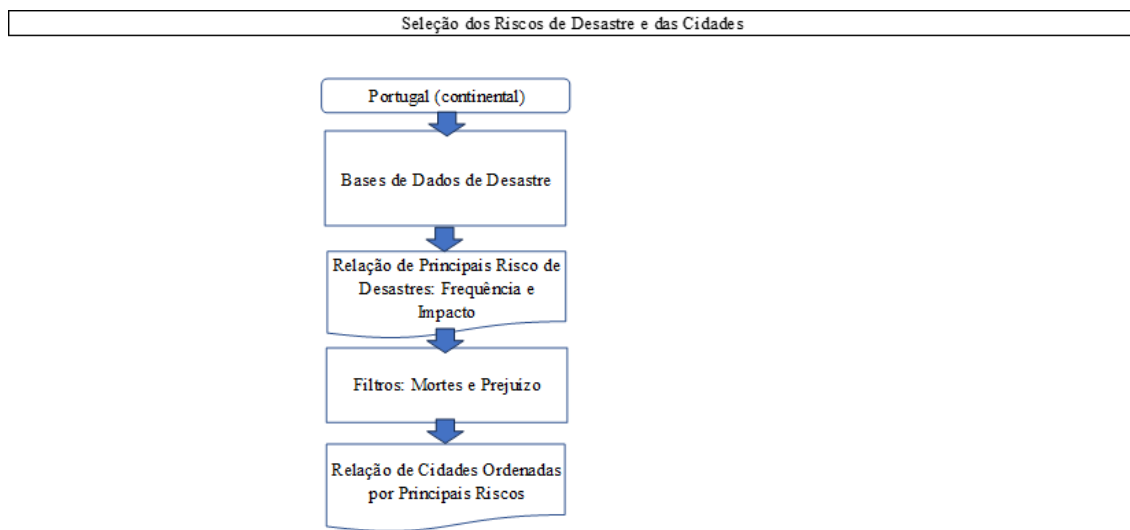 Seleção dos Riscos de Desastre e das Cidades
Portugal (continental)
Bases de Dados de Desastre
Relação de Principais Risco de
Desastres: Frequência e
Impacto
Filtros: Mortes e Prejuizo
Relação de Cidades Ordenadas
por Principais Riscos